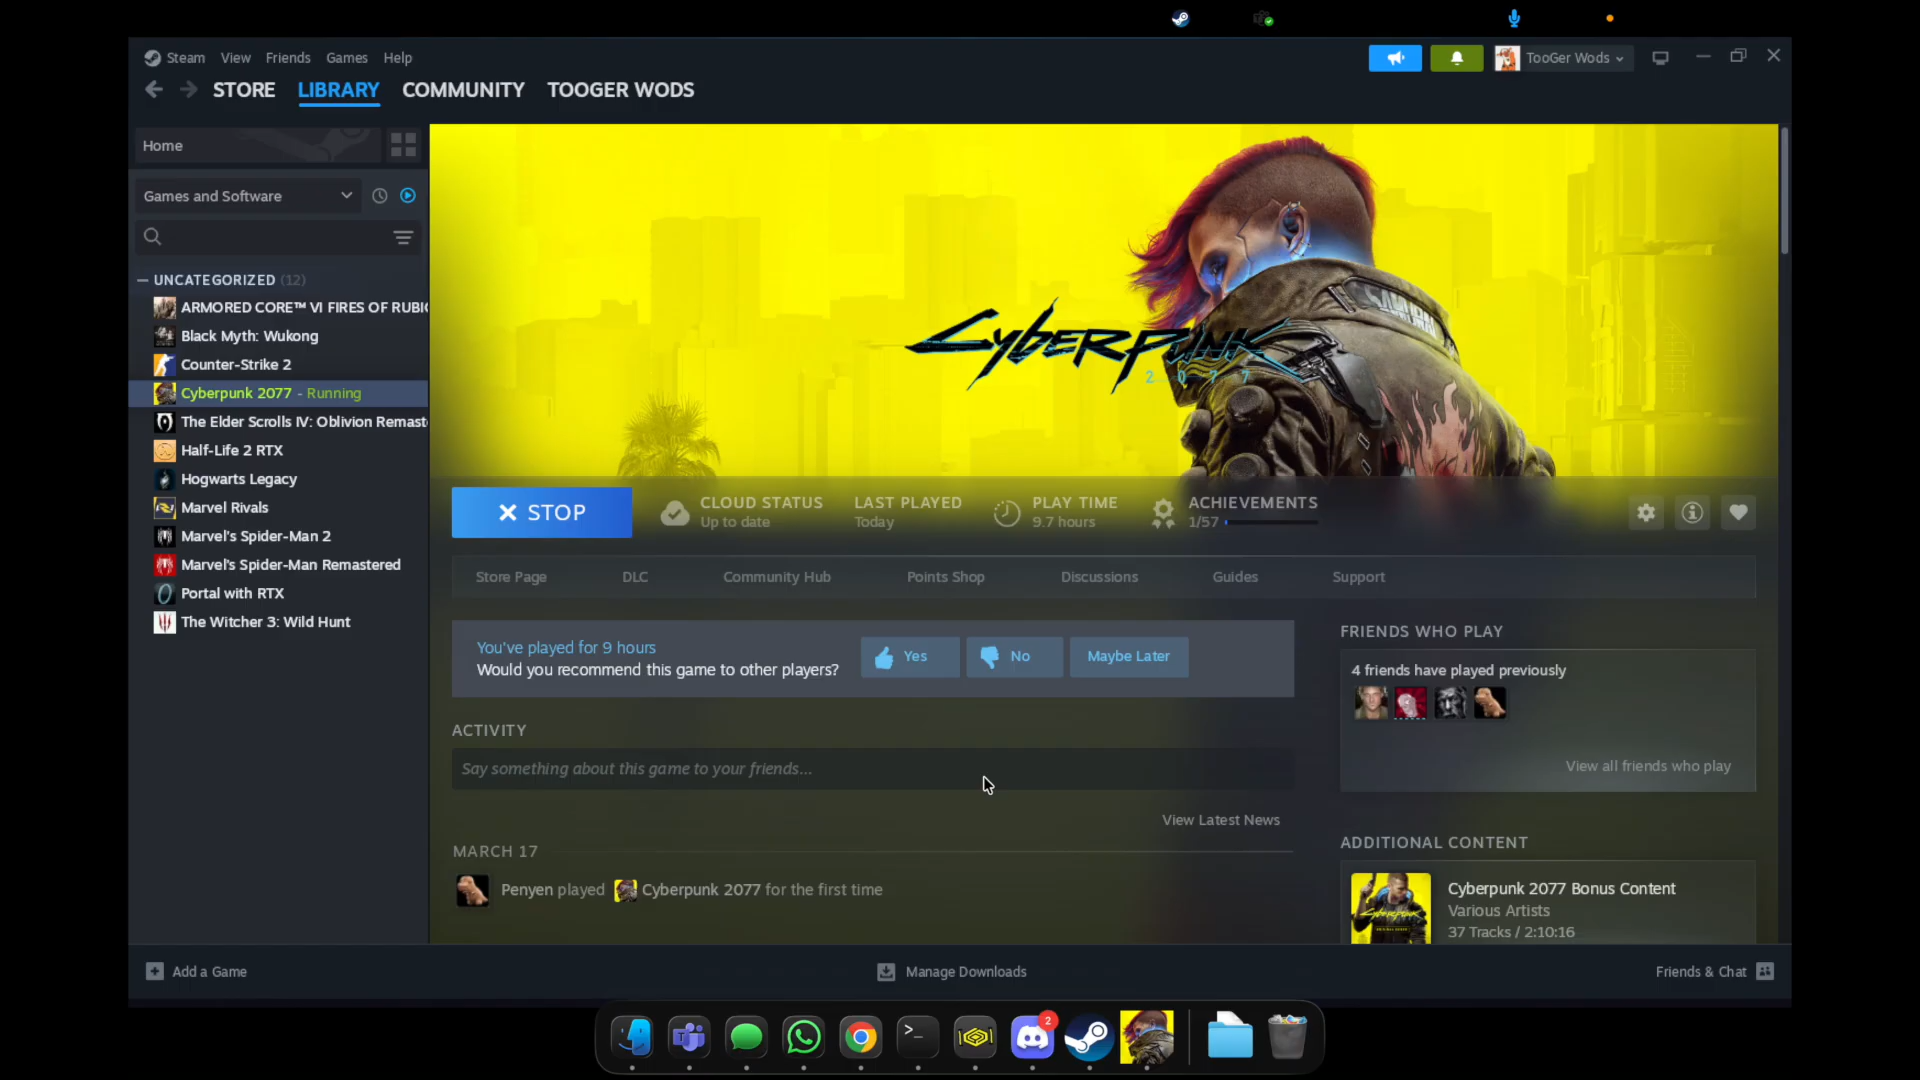 Steam View Friends Games Help
TooGer Wods
STORE LIBRARY COMMUNITY TOOGER WODS
Home
Games and Software
UNCATEGORIZED (12)
ARMORED CORE™ VI FIRES OF RUBI
Black Myth: Wukong
Counter-Strike 2
Cyberpunk 2077 - Running
The Elder Scrolls IV: Oblivion Remast
Half-Life 2 RTX
Hogwarts Legacy
Marvel Rivals
Marvel's Spider-Man 2
Marvel's Spider-Man Remastered
Portal with RTX
The Witcher 3: Wild Hunt
CYBERPUNK
2077
SAMURAI
STOP
CLOUD STATUS
Up to date
LAST PLAYED
Today
PLAY TIME
9.7 hours
ACHIEVEMENTS
1/57
Store Page DLC Community Hub Points Shop Discussions Guides Support
You've played for 9 hours
Would you recommend this game to other players?
Yes No Maybe Later
ACTIVITY
Say something about this game to your friends...
View Latest News
MARCH 17
Penyen played Cyberpunk 2077 for the first time
FRIENDS WHO PLAY
4 friends have played previously
View all friends who play
ADDITIONAL CONTENT
Cyberpunk 2077 Bonus Content
Various Artists
37 Tracks / 2:10:16
Add a Game
Manage Downloads
Friends & Chat
2